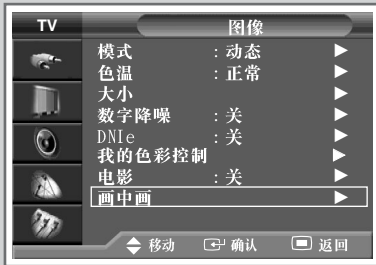 TV 图像
模式 : 动态
色温 : 正常
大小
数字降噪 : 关
DNIe : 关
我的色彩控制
电影 : 关
画中画
移动 确认 返回